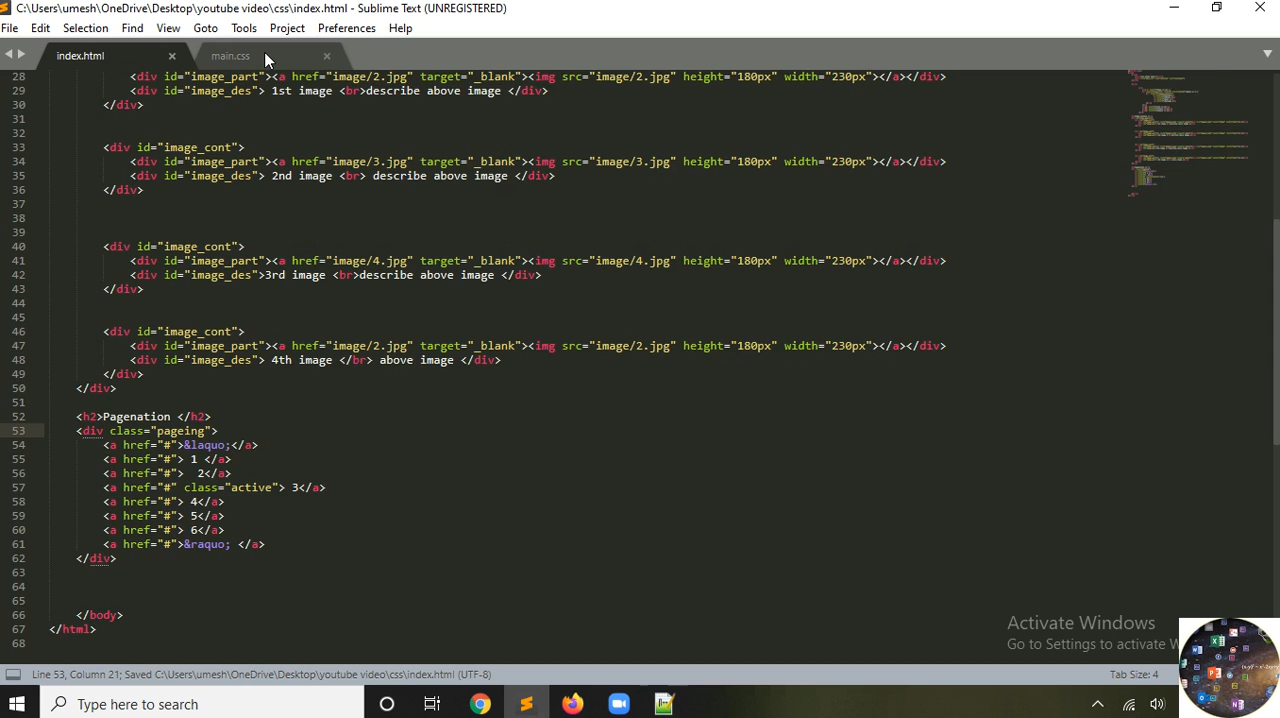 C:\Users\umesh\OneDrive\Desktop\youtube video\css\index.html - Sublime Text (UNREGISTERED)
File Edit Selection Find View Goto Tools Project Preferences Help
index.html main.css
28 <div id="image_part"><a href="image/2.jpg" target="_blank"><img src="image/2.jpg" height="180px" width="230px"></a></div>
29 <div id="image_des"> 1st image <br>describe above image </div>
30 </div>
31
32
33 <div id="image_cont">
34 <div id="image_part"><a href="image/3.jpg" target="_blank"><img src="image/3.jpg" height="180px" width="230px"></a></div>
35 <div id="image_des"> 2nd image <br> describe above image </div>
36 </div>
37
38
39
40 <div id="image_cont">
41 <div id="image_part"><a href="image/4.jpg" target="_blank"><img src="image/4.jpg" height="180px" width="230px"></a></div>
42 <div id="image_des">3rd image <br>describe above image </div>
43 </div>
44
45
46 <div id="image_cont">
47 <div id="image_part"><a href="image/2.jpg" target="_blank"><img src="image/2.jpg" height="180px" width="230px"></a></div>
48 <div id="image_des"> 4th image </br> above image </div>
49 </div>
50 </div>
51
52 <h2>Pagenation </h2>
53 <div class="pageing">
54 <a href="#">&laquo;</a>
55 <a href="#"> 1 </a>
56 <a href="#">  2</a>
57 <a href="#" class="active"> 3</a>
58 <a href="#"> 4</a>
59 <a href="#"> 5</a>
60 <a href="#"> 6</a>
61 <a href="#">&raquo; </a>
62 </div>
63
64
65
66 </body>
67 </html>
68
Activate Windows
Go to Settings to activate W
Line 53, Column 21; Saved C:\Users\umesh\OneDrive\Desktop\youtube video\css\index.html (UTF-8) Tab Size: 4
Type here to search